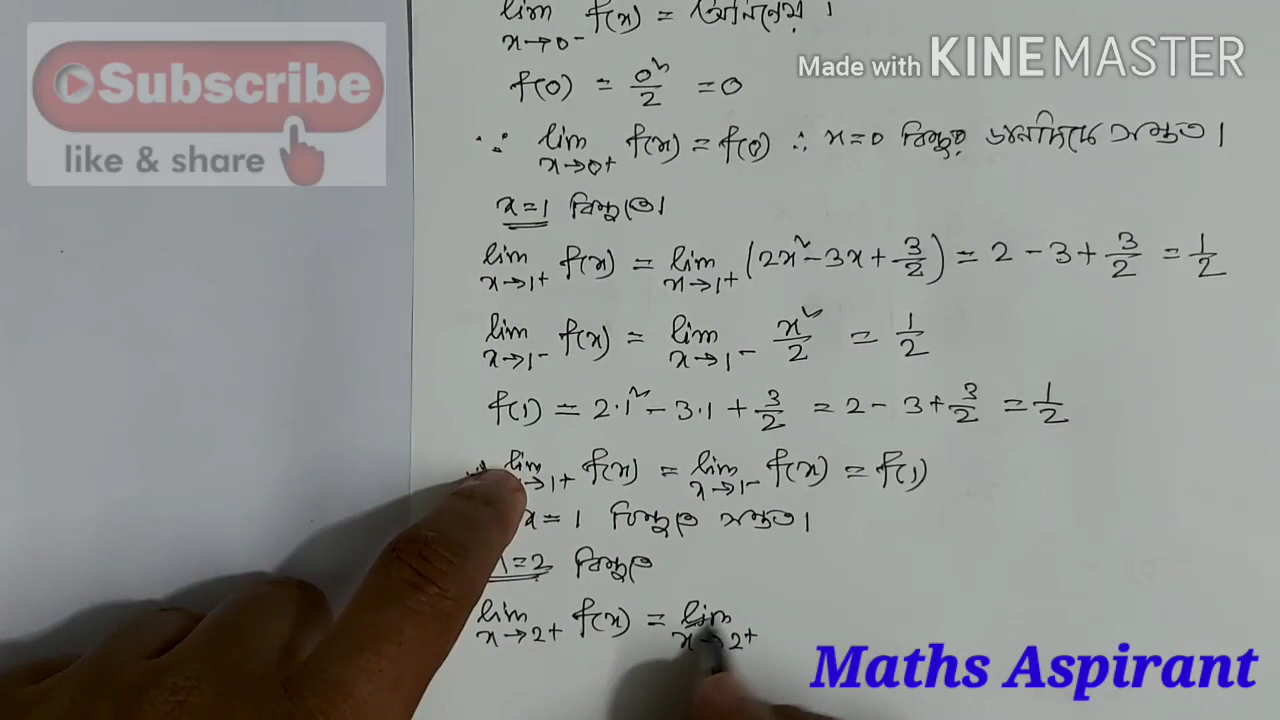 lim x→0⁻ f(x) = অনির্ণেয়।
f(0) = 0²/2 = 0
∵ lim x→0+ f(x) = f(0) ∴ x=0 বিন্দুর ডানদিকে সন্তত।
x=1 বিন্দুতে।
lim x→1+ f(x) = lim x→1+ (2x²-3x+3/2) = 2-3+3/2 = 1/2
lim x→1⁻ f(x) = lim x→1⁻ x²/2 = 1/2
f(1) = 2·1² - 3·1 + 3/2 = 2-3+3/2 = 1/2
lim x→1+ f(x) = lim x→1⁻ f(x) = f(1)
x=1 বিন্দুতে সন্তত।
x=2 বিন্দুতে
lim x→2+ f(x) = lim x→2+
Subscribe
like & share
Made with KINEMASTER
Maths Aspirant